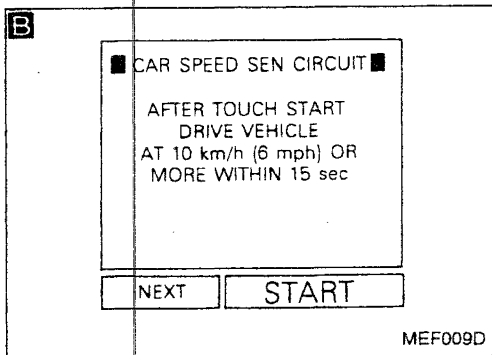 B
■ CAR SPEED SEN CIRCUIT ■
AFTER TOUCH START
DRIVE VEHICLE
AT 10 km/h (6 mph) OR
MORE WITHIN 15 sec
NEXT START
MEF009D